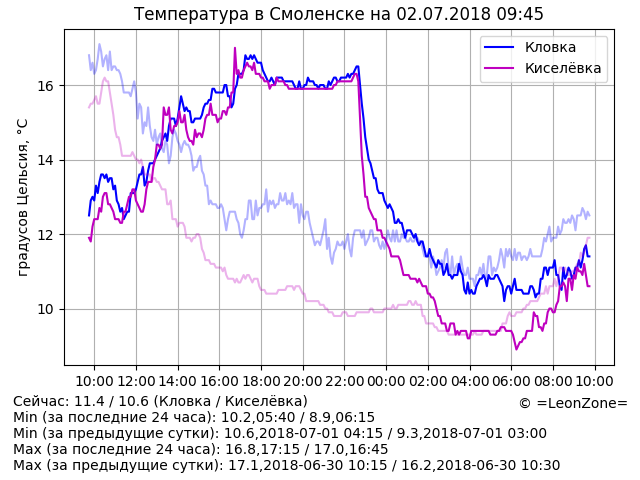 Температура в Смоленске на 02.07.2018 09:45
Кловка
Киселёвка
градусов Цельсия, °C
16
14
12
10
10:00 12:00 14:00 16:00 18:00 20:00 22:00 00:00 02:00 04:00 06:00 08:00 10:00
Сейчас: 11.4 / 10.6 (Кловка / Киселёвка)
© =LeonZone=
Min (за последние 24 часа): 10.2,05:40 / 8.9,06:15
Min (за предыдущие сутки): 10.6,2018-07-01 04:15 / 9.3,2018-07-01 03:00
Max (за последние 24 часа): 16.8,17:15 / 17.0,16:45
Max (за предыдущие сутки): 17.1,2018-06-30 10:15 / 16.2,2018-06-30 10:30